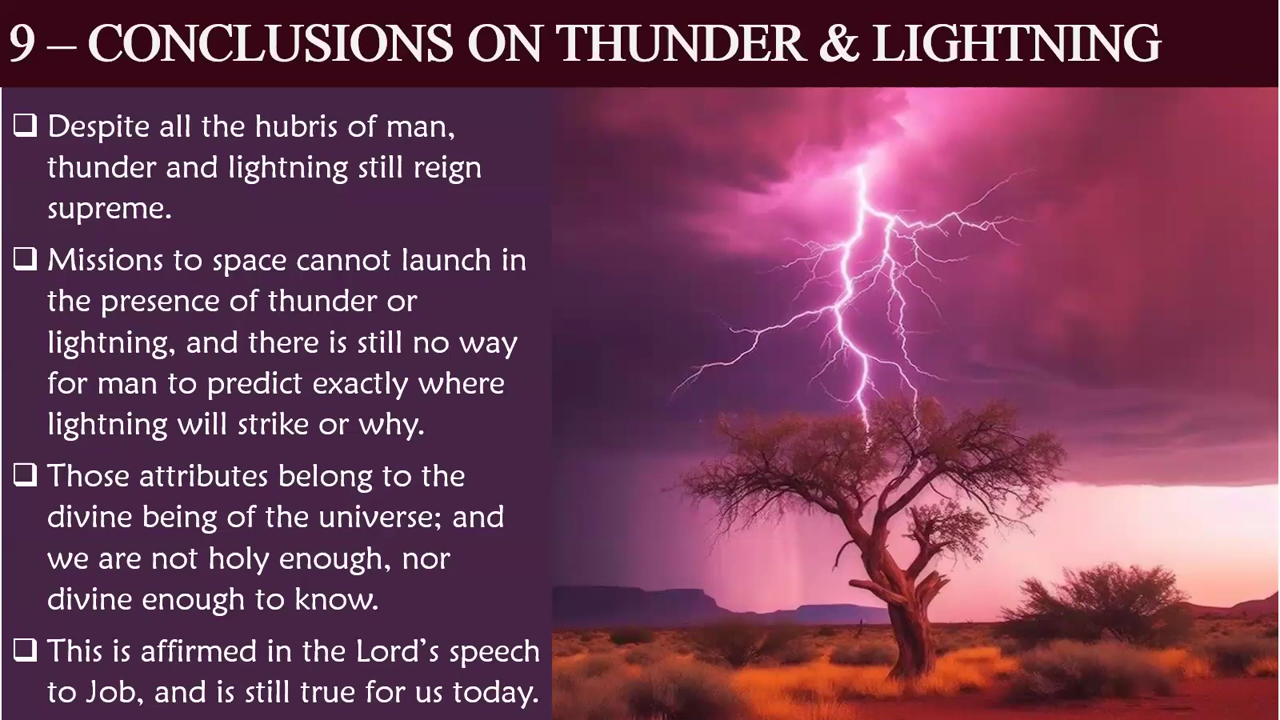 9 – CONCLUSIONS ON THUNDER & LIGHTNING
❑ Despite all the hubris of man,
thunder and lightning still reign
supreme.
❑ Missions to space cannot launch in
the presence of thunder or
lightning, and there is still no way
for man to predict exactly where
lightning will strike or why.
❑ Those attributes belong to the
divine being of the universe; and
we are not holy enough, nor
divine enough to know.
❑ This is affirmed in the Lord’s speech
to Job, and is still true for us today.